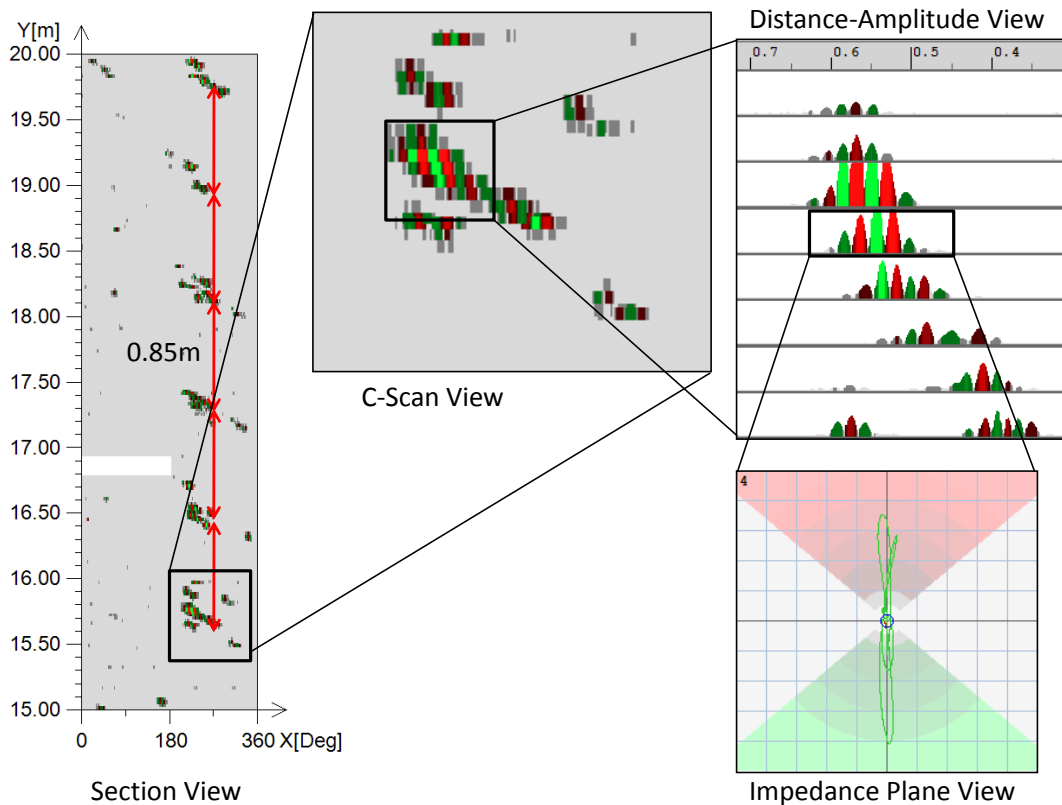 Y[m]
20.00
19.50
19.00
18.50
18.00
17.50
17.00
16.50
16.00
15.50
15.00
0.85m
0 180 360 X[Deg]
Section View
C-Scan View
Distance-Amplitude View
0.7 0.6 0.5 0.4
4
Impedance Plane View